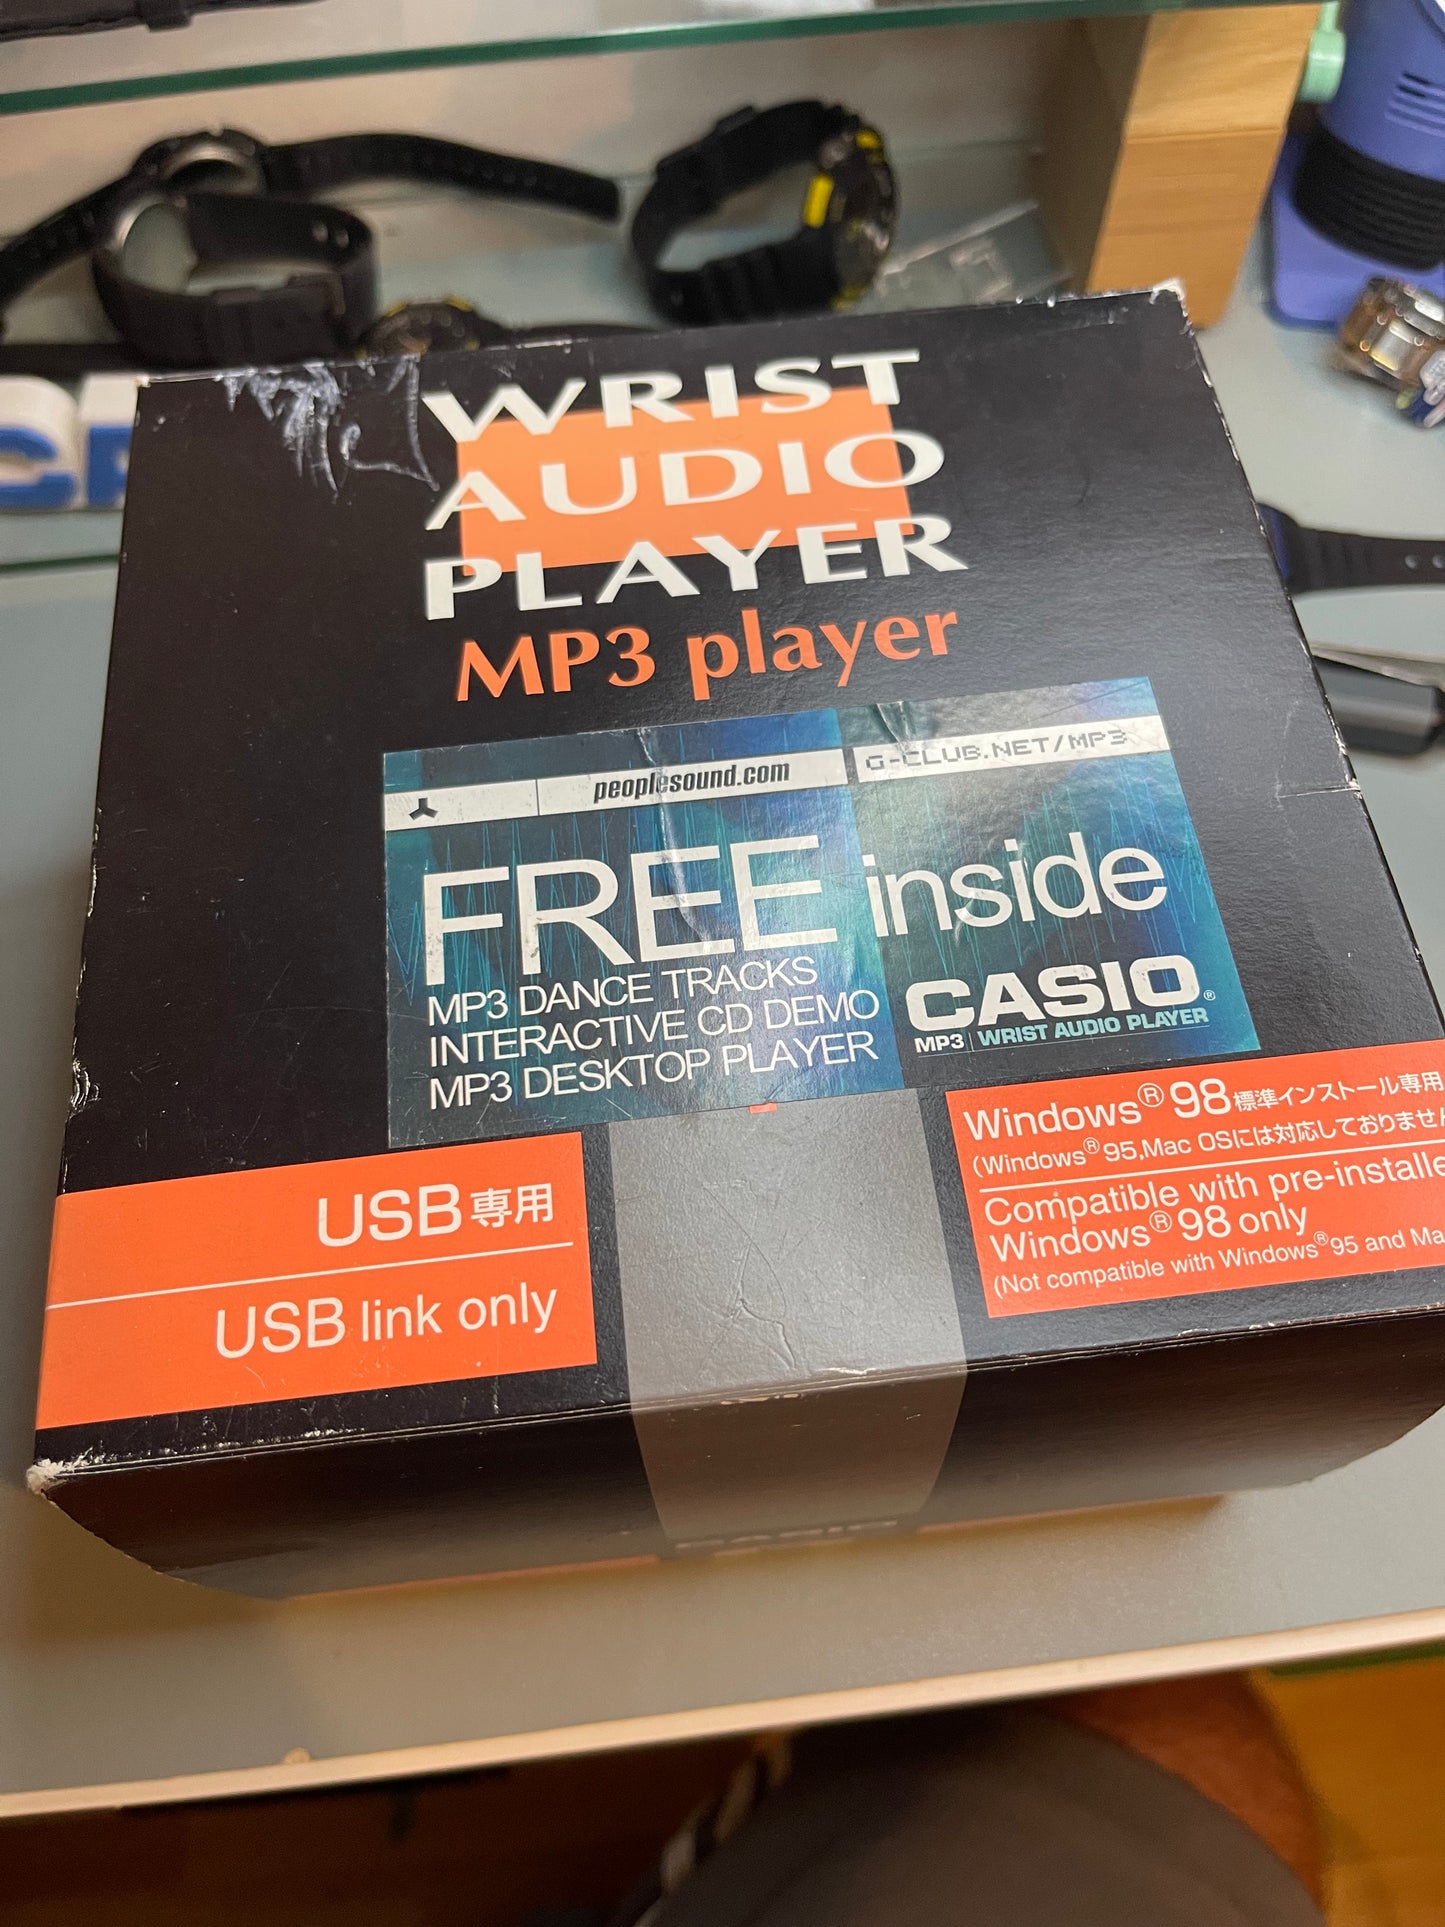 WRIST
AUDIO
PLAYER
MP3 player
peoplesound.com
G-CLUB.NET/MP3
FREE inside
MP3 DANCE TRACKS
INTERACTIVE CD DEMO
MP3 DESKTOP PLAYER
CASIO®
MP3 | WRIST AUDIO PLAYER
USB専用
USB link only
Windows® 98標準インストール専用
(Windows®95,Mac OSには対応しておりません
Compatible with pre-installe
Windows® 98 only
(Not compatible with Windows®95 and Ma
CASIO